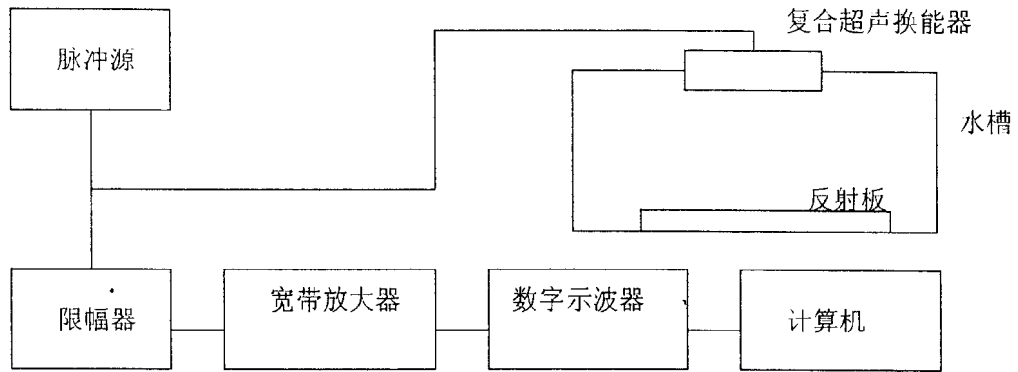 复合超声换能器
脉冲源
水槽
反射板
限幅器
宽带放大器
数字示波器
计算机